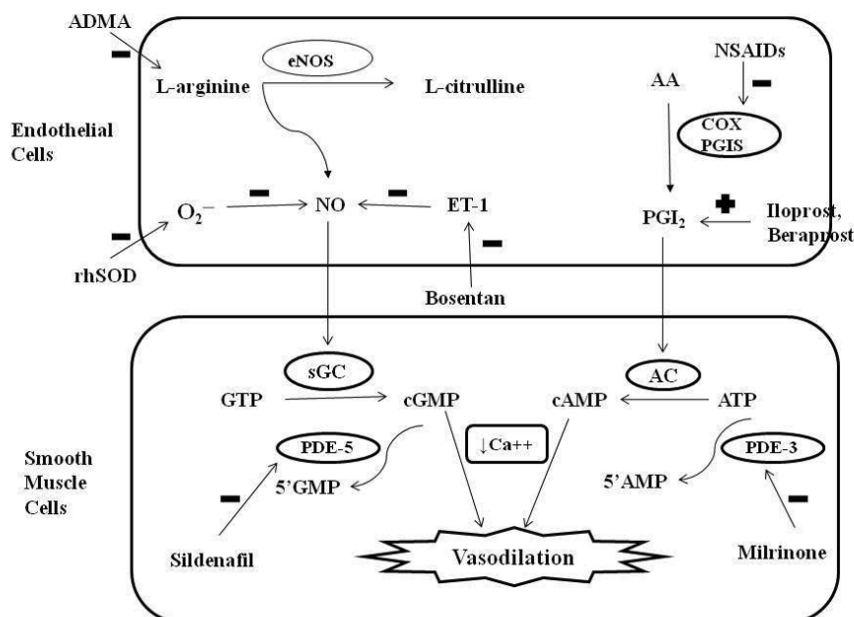 ADMA
NSAIDs
eNOS
L-arginine
L-citrulline
AA
COX
PGIS
Endothelial
Cells
O₂⁻
NO
ET-1
PGI₂
Iloprost,
Beraprost
rhSOD
Bosentan
sGC
AC
GTP
cGMP
cAMP
ATP
↓Ca++
PDE-5
PDE-3
Smooth
Muscle
Cells
5’GMP
5’AMP
Sildenafil
Vasodilation
Milrinone